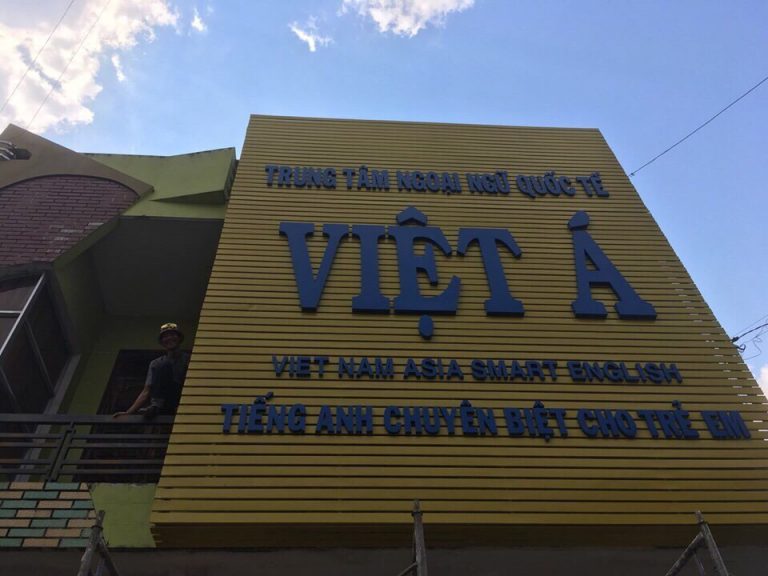 TRUNG TÂM NGOẠI NGỮ QUỐC TẾ
VIỆT Á
VIET NAM ASIA SMART ENGLISH
TIẾNG ANH CHUYÊN BIỆT CHO TRẺ EM